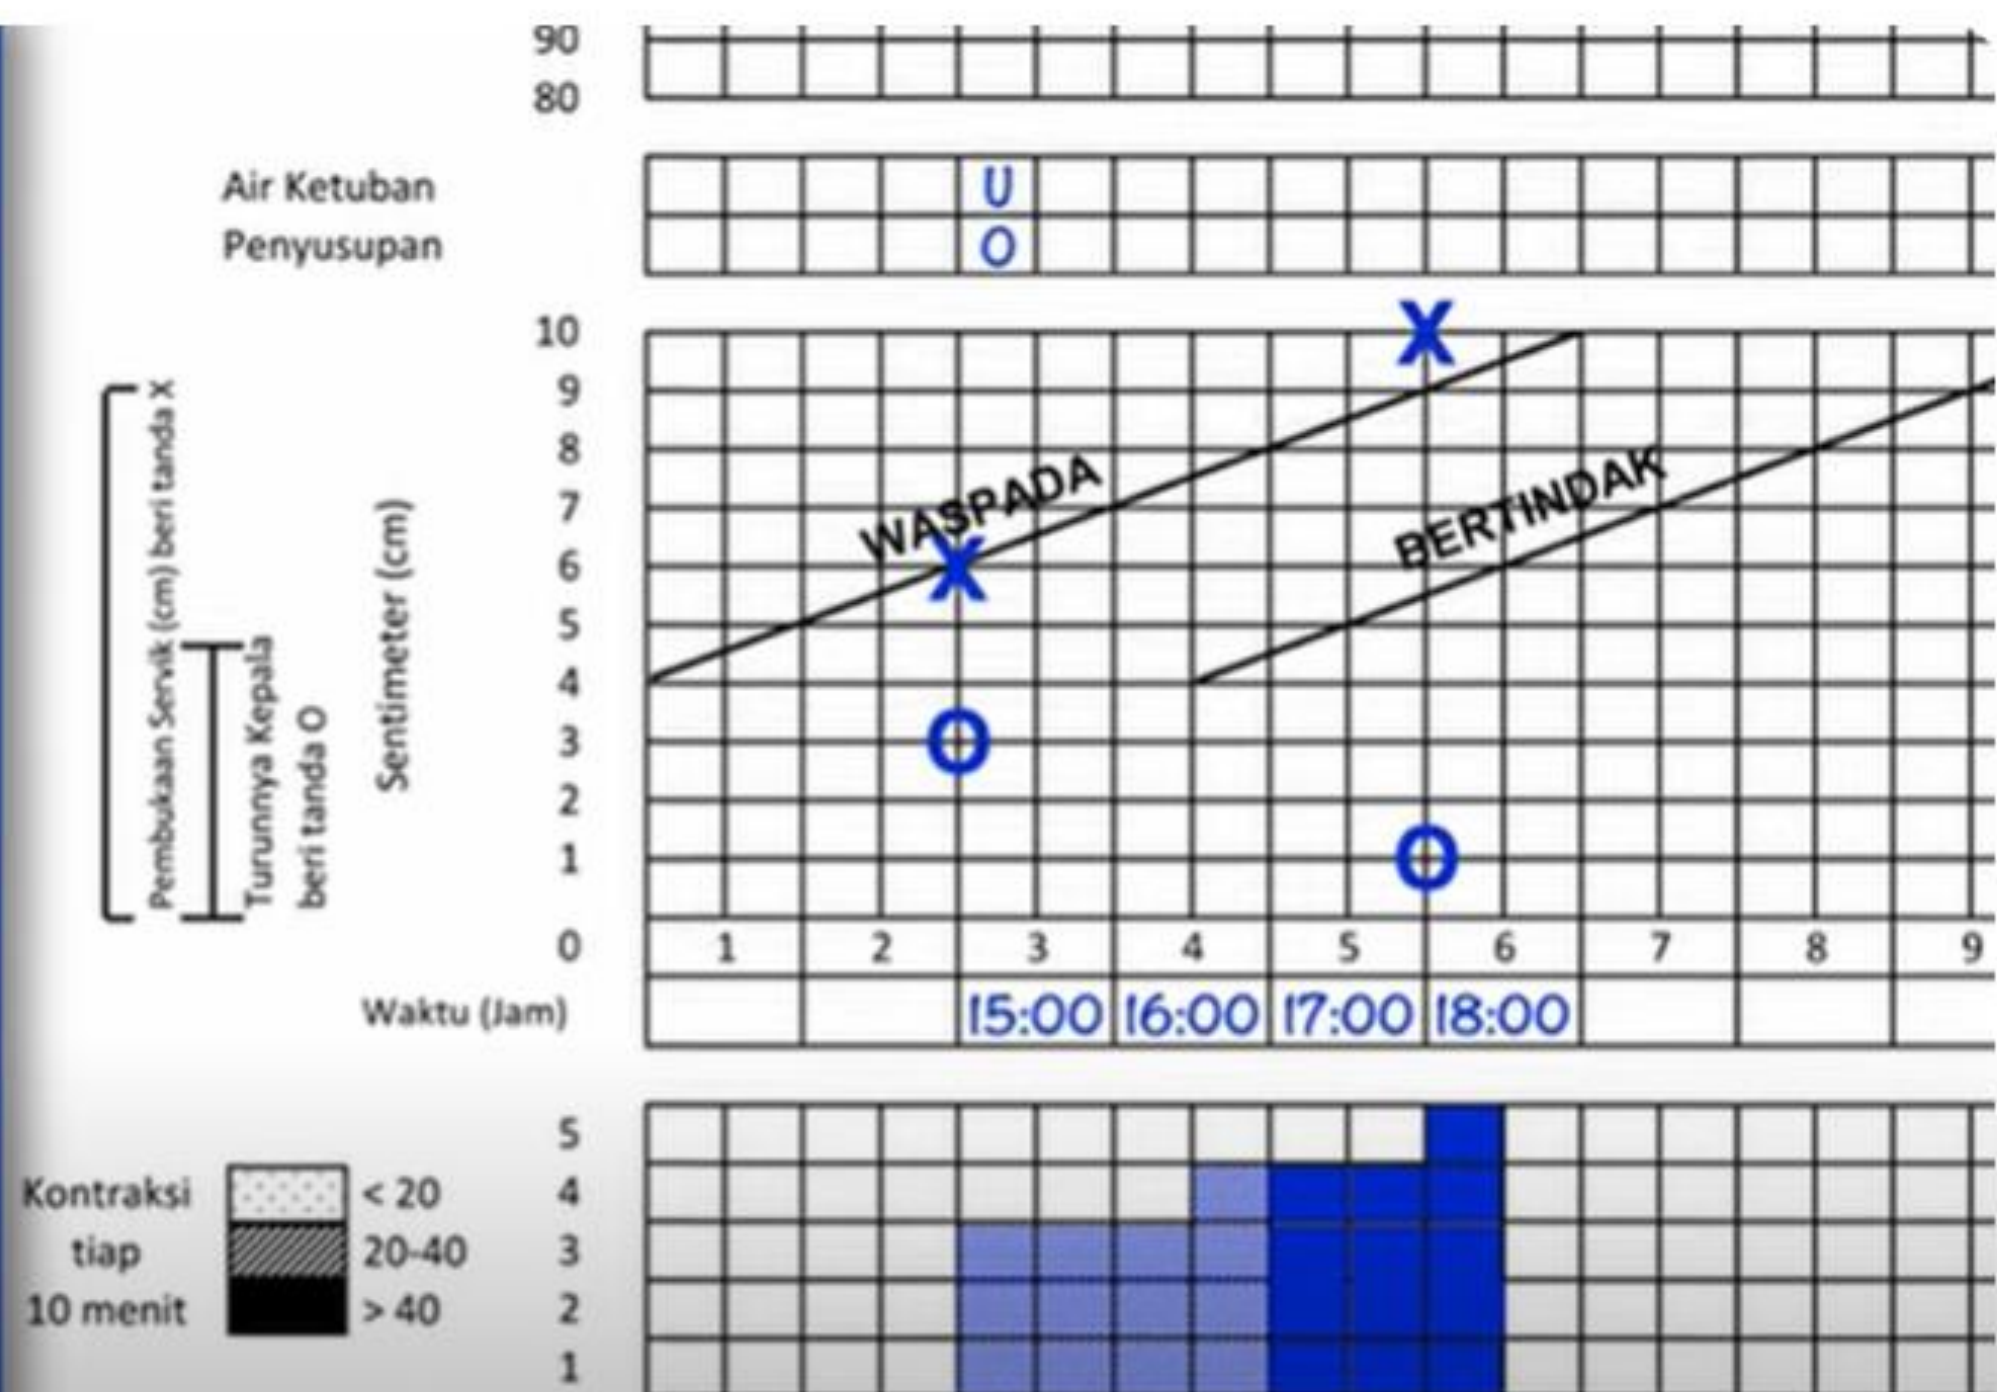 90
80
Air Ketuban U
Penyusupan O
10 X
9
8
7
6 X
5
4
3 O
2
1 O
0 1 2 3 4 5 6 7 8 9
WASPADA
BERTINDAK
Pembukaan Servik (cm) beri tanda X
Turunnya Kepala
beri tanda O
Sentimeter (cm)
Waktu (Jam) 15:00 16:00 17:00 18:00
5
Kontraksi < 20 4
tiap 20-40 3
10 menit > 40 2
1